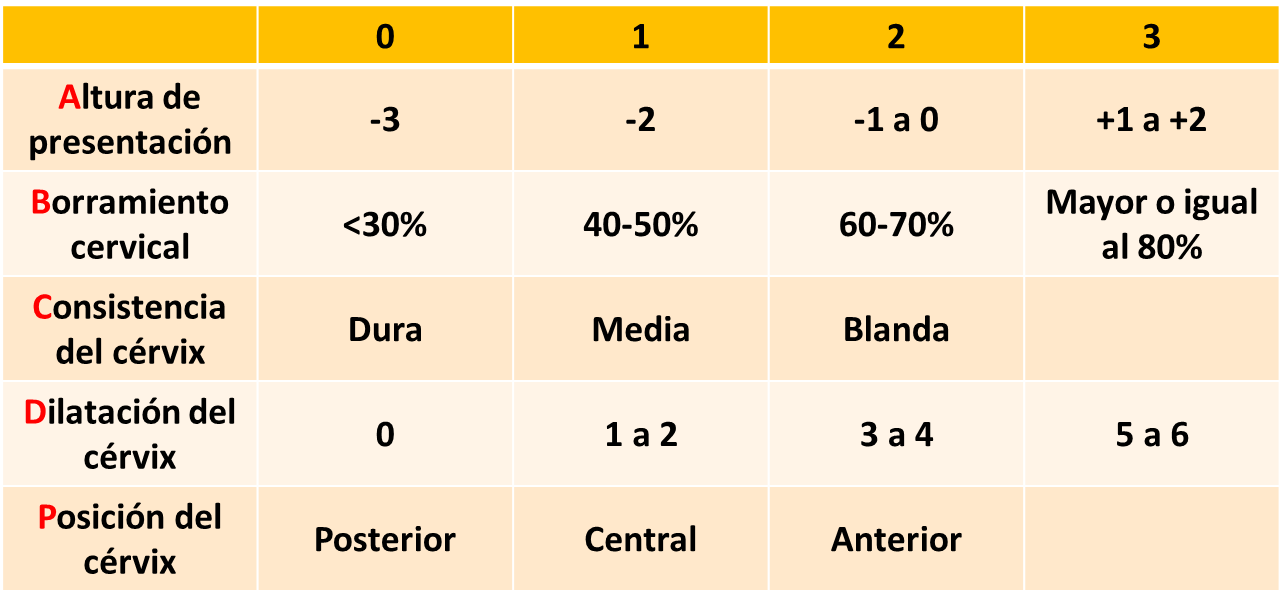 0 1 2 3
Altura de
presentación
-3 -2 -1 a 0 +1 a +2
Borramiento
cervical
<30% 40-50% 60-70% Mayor o igual
al 80%
Consistencia
del cérvix
Dura Media Blanda
Dilatación del
cérvix
0 1 a 2 3 a 4 5 a 6
Posición del
cérvix
Posterior Central Anterior